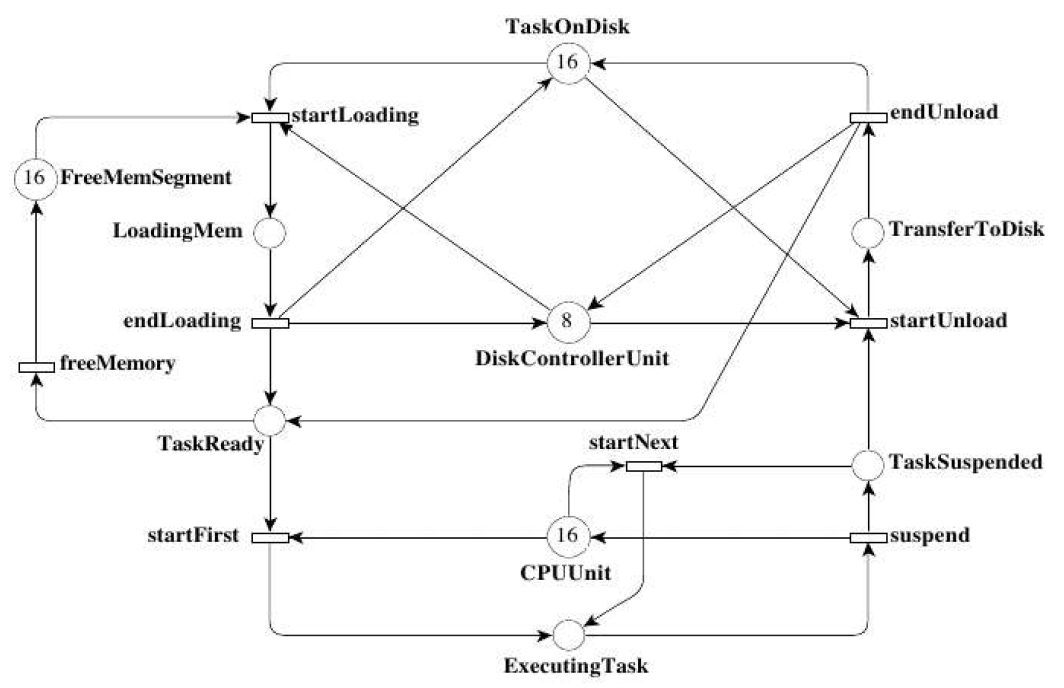 TaskOnDisk
16
startLoading
endUnload
16
FreeMemSegment
LoadingMem
TransferToDisk
endLoading
8
startUnload
DiskControllerUnit
freeMemory
TaskReady
startNext
TaskSuspended
startFirst
16
suspend
CPUUnit
ExecutingTask